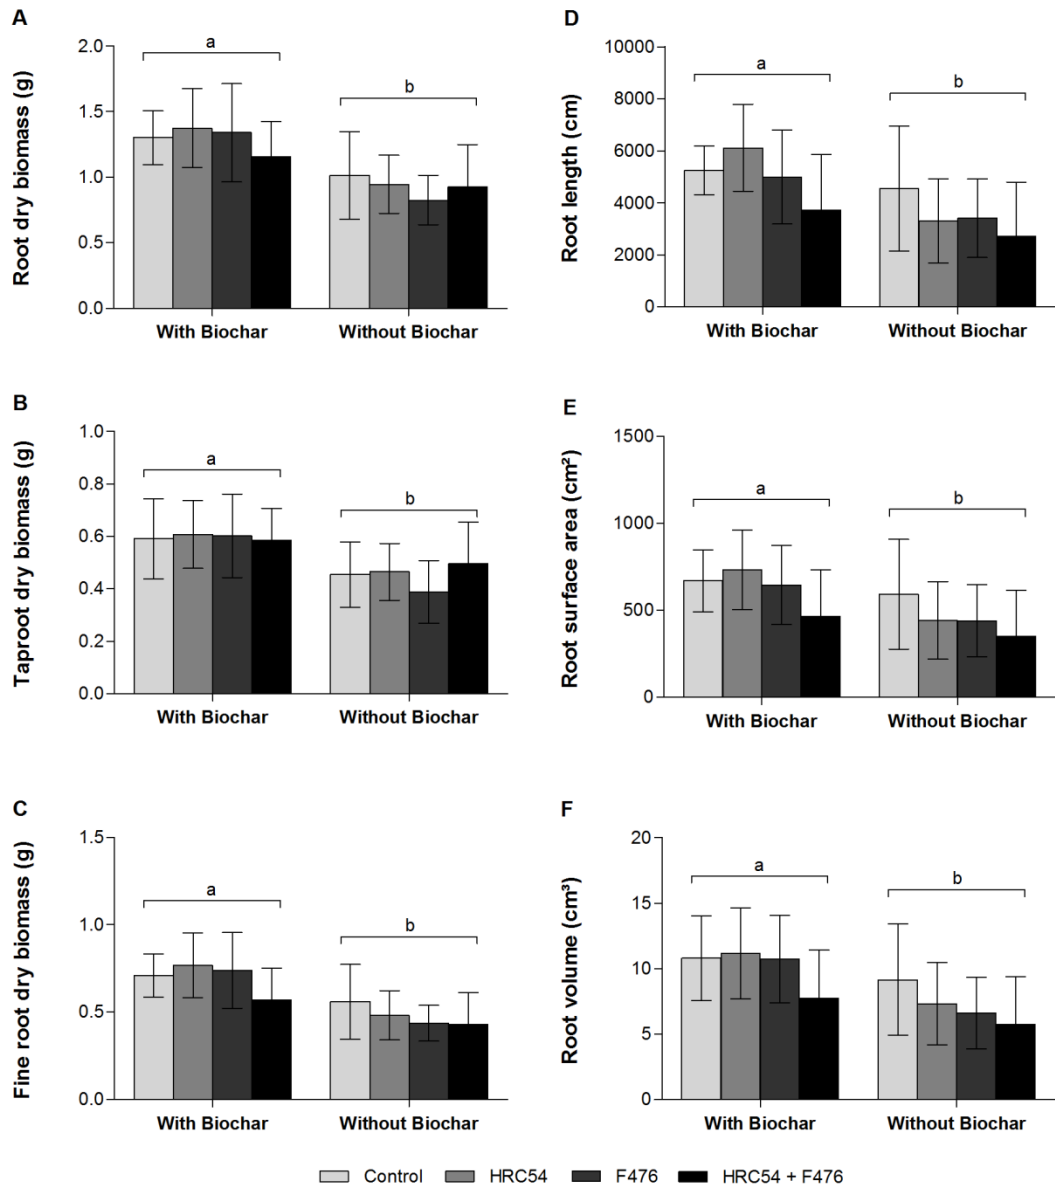 A
Root dry biomass (g)
2.0
1.5
1.0
0.5
0.0
a
b
With Biochar
Without Biochar
B
Taproot dry biomass (g)
1.0
0.8
0.6
0.4
0.2
0.0
a
b
With Biochar
Without Biochar
C
Fine root dry biomass (g)
1.5
1.0
0.5
0.0
a
b
With Biochar
Without Biochar
D
Root length (cm)
10000
8000
6000
4000
2000
0
a
b
With Biochar
Without Biochar
E
Root surface area (cm²)
1500
1000
500
0
a
b
With Biochar
Without Biochar
F
Root volume (cm³)
20
15
10
5
0
a
b
With Biochar
Without Biochar
Control HRC54 F476 HRC54 + F476